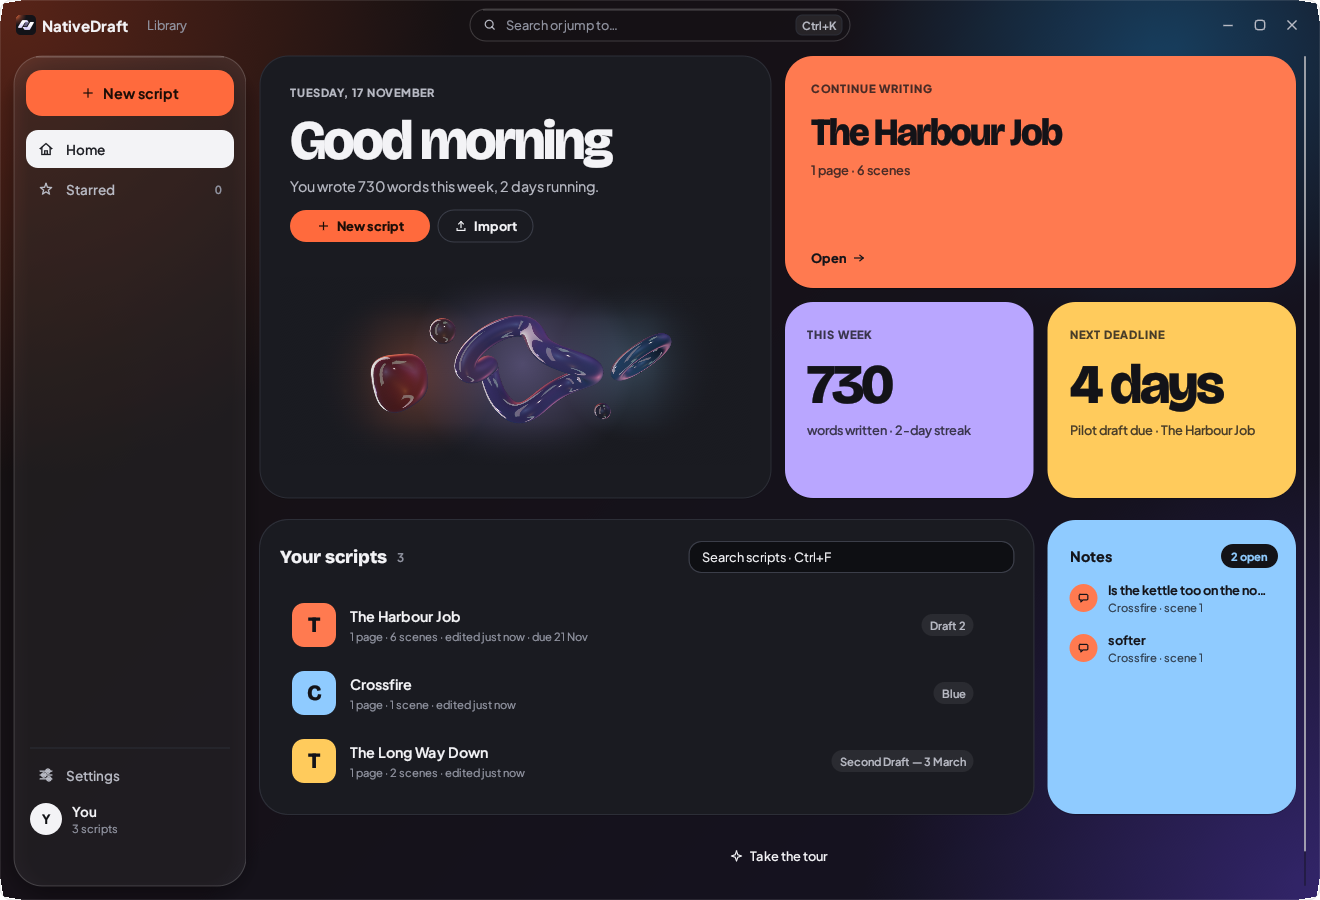 NativeDraft
Library
Search or jump to...
Ctrl+K
New script
Home
Starred
0
Settings
Y
You
3 scripts
TUESDAY, 17 NOVEMBER
Good morning
You wrote 730 words this week, 2 days running.
New script
Import
CONTINUE WRITING
The Harbour Job
1 page · 6 scenes
Open →
THIS WEEK
730
words written · 2-day streak
NEXT DEADLINE
4 days
Pilot draft due · The Harbour Job
Your scripts 3
Search scripts · Ctrl+F
T
The Harbour Job
1 page · 6 scenes · edited just now · due 21 Nov
Draft 2
C
Crossfire
1 page · 1 scene · edited just now
Blue
T
The Long Way Down
1 page · 2 scenes · edited just now
Second Draft — 3 March
Notes
2 open
Is the kettle too on the no...
Crossfire · scene 1
softer
Crossfire · scene 1
Take the tour